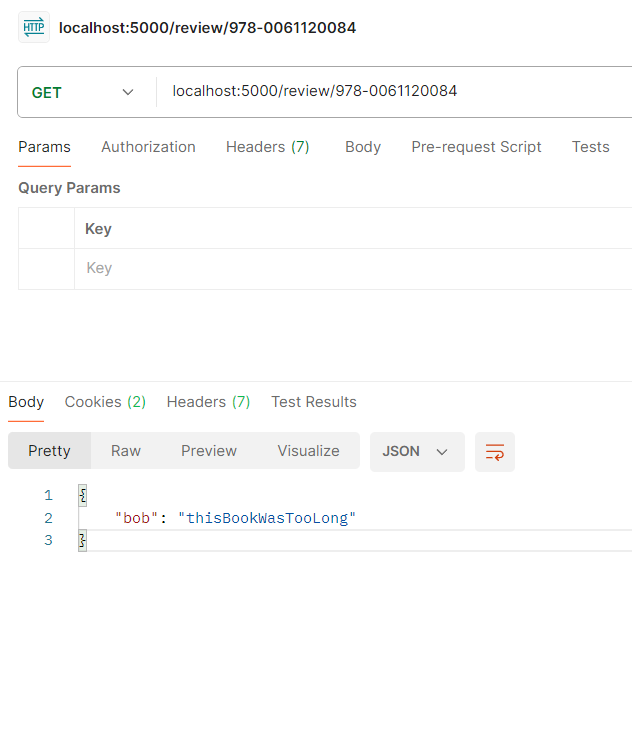 HTTP localhost:5000/review/978-0061120084
GET localhost:5000/review/978-0061120084
Params Authorization Headers (7) Body Pre-request Script Tests
Query Params
Key
Key
Body Cookies (2) Headers (7) Test Results
Pretty Raw Preview Visualize JSON
1 {
2 "bob": "thisBookWasTooLong"
3 }